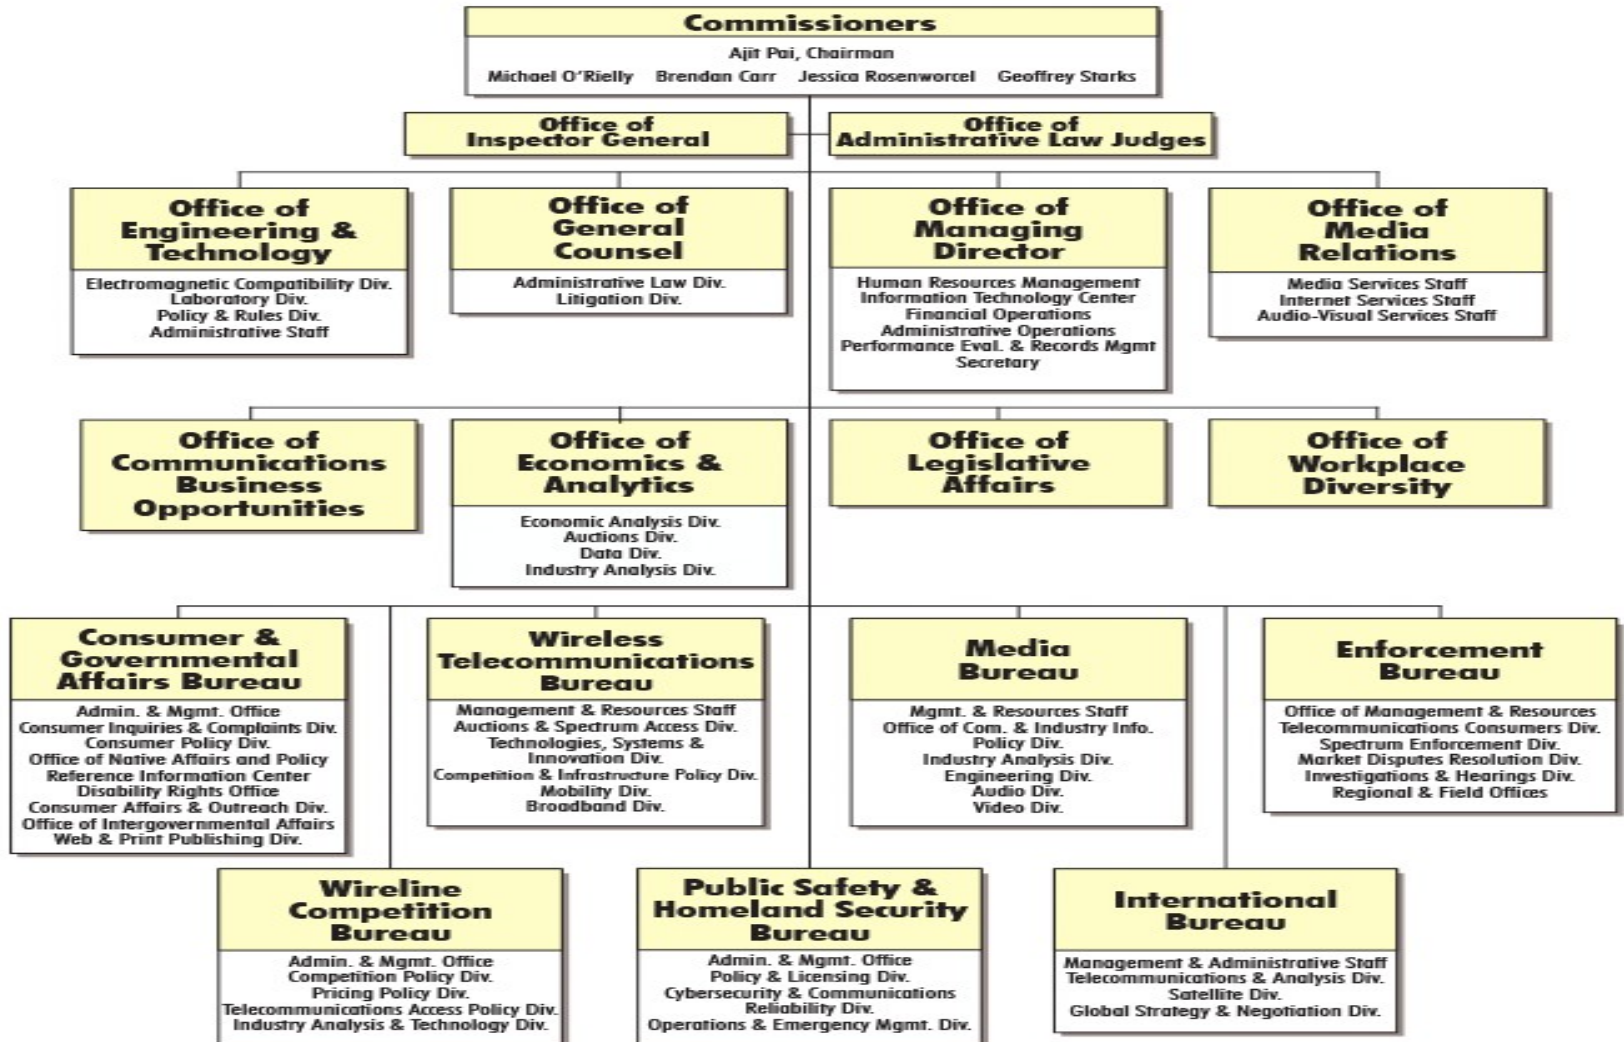 Commissioners
Ajit Pai, Chairman
Michael O'Rielly Brendan Carr Jessica Rosenworcel Geoffrey Starks
Office of
Inspector General
Office of
Administrative Law Judges
Office of
Engineering &
Technology
Electromagnetic Compatibility Div.
Laboratory Div.
Policy & Rules Div.
Administrative Staff
Office of
General
Counsel
Administrative Law Div.
Litigation Div.
Office of
Managing
Director
Human Resources Management
Information Technology Center
Financial Operations
Administrative Operations
Performance Eval. & Records Mgmt
Secretary
Office of
Media
Relations
Media Services Staff
Internet Services Staff
Audio-Visual Services Staff
Office of
Communications
Business
Opportunities
Office of
Economics &
Analytics
Economic Analysis Div.
Auctions Div.
Data Div.
Industry Analysis Div.
Office of
Legislative
Affairs
Office of
Workplace
Diversity
Consumer &
Governmental
Affairs Bureau
Admin. & Mgmt. Office
Consumer Inquiries & Complaints Div.
Consumer Policy Div.
Office of Native Affairs and Policy
Reference Information Center
Disability Rights Office
Consumer Affairs & Outreach Div.
Office of Intergovernmental Affairs
Web & Print Publishing Div.
Wireless
Telecommunications
Bureau
Management & Resources Staff
Auctions & Spectrum Access Div.
Technologies, Systems &
Innovation Div.
Competition & Infrastructure Policy Div.
Mobility Div.
Broadband Div.
Media
Bureau
Mgmt. & Resources Staff
Office of Com. & Industry Info.
Policy Div.
Industry Analysis Div.
Engineering Div.
Audio Div.
Video Div.
Enforcement
Bureau
Office of Management & Resources
Telecommunications Consumers Div.
Spectrum Enforcement Div.
Market Disputes Resolution Div.
Investigations & Hearings Div.
Regional & Field Offices
Wireline
Competition
Bureau
Admin. & Mgmt. Office
Competition Policy Div.
Pricing Policy Div.
Telecommunications Access Policy Div.
Industry Analysis & Technology Div.
Public Safety &
Homeland Security
Bureau
Admin. & Mgmt. Office
Policy & Licensing Div.
Cybersecurity & Communications
Reliability Div.
Operations & Emergency Mgmt. Div.
International
Bureau
Management & Administrative Staff
Telecommunications & Analysis Div.
Satellite Div.
Global Strategy & Negotiation Div.